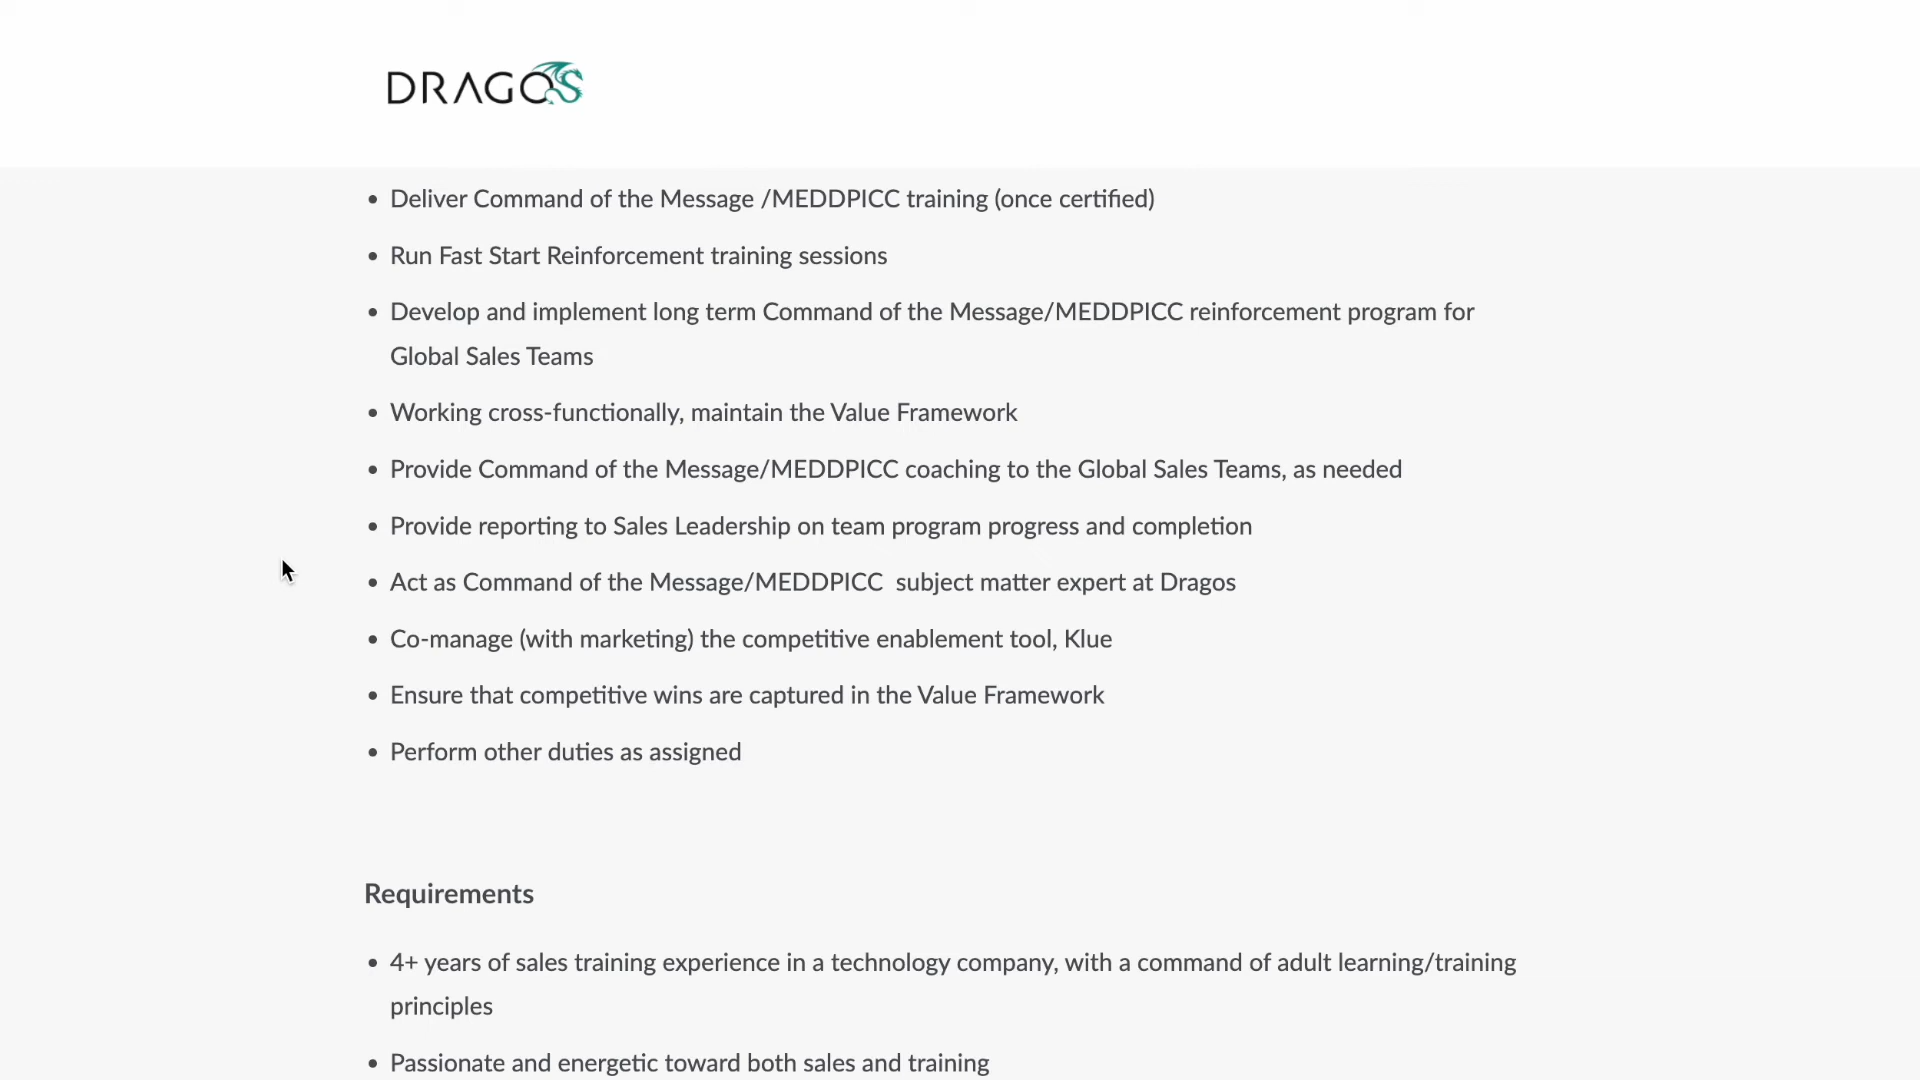 DRAGOS
• Deliver Command of the Message /MEDDPICC training (once certified)
• Run Fast Start Reinforcement training sessions
• Develop and implement long term Command of the Message/MEDDPICC reinforcement program for
Global Sales Teams
• Working cross-functionally, maintain the Value Framework
• Provide Command of the Message/MEDDPICC coaching to the Global Sales Teams, as needed
• Provide reporting to Sales Leadership on team program progress and completion
• Act as Command of the Message/MEDDPICC  subject matter expert at Dragos
• Co-manage (with marketing) the competitive enablement tool, Klue
• Ensure that competitive wins are captured in the Value Framework
• Perform other duties as assigned
Requirements
• 4+ years of sales training experience in a technology company, with a command of adult learning/training
principles
• Passionate and energetic toward both sales and training